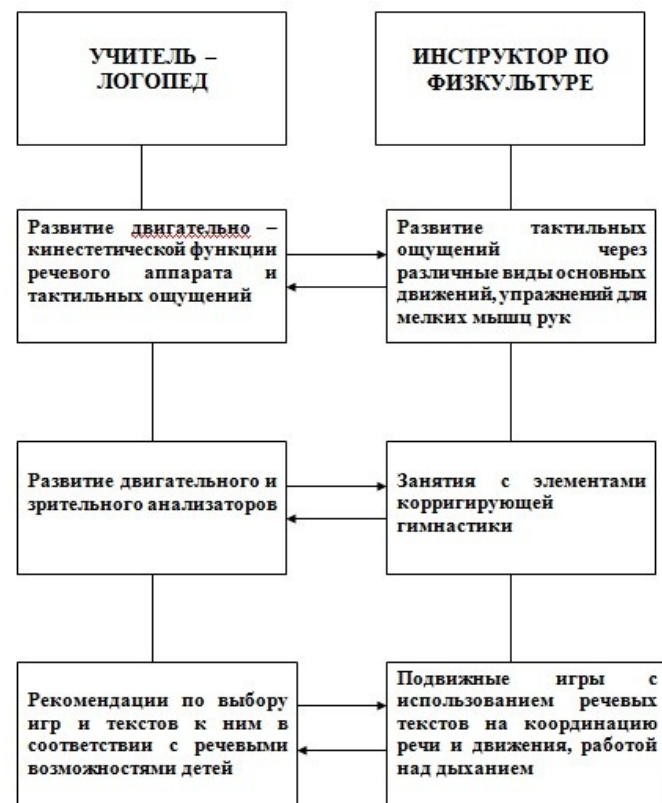 УЧИТЕЛЬ –
ЛОГОПЕД
ИНСТРУКТОР ПО
ФИЗКУЛЬТУРЕ
Развитие двигательно –
кинестетической функции
речевого аппарата и
тактильных ощущений
Развитие тактильных
ощущений через
различные виды основных
движений, упражнений для
мелких мышц рук
Развитие двигательного и
зрительного анализаторов
Занятия с элементами
корригирующей
гимнастики
Рекомендации по выбору
игр и текстов к ним в
соответствии с речевыми
возможностями детей
Подвижные игры с
использованием речевых
текстов на координацию
речи и движения, работой
над дыханием